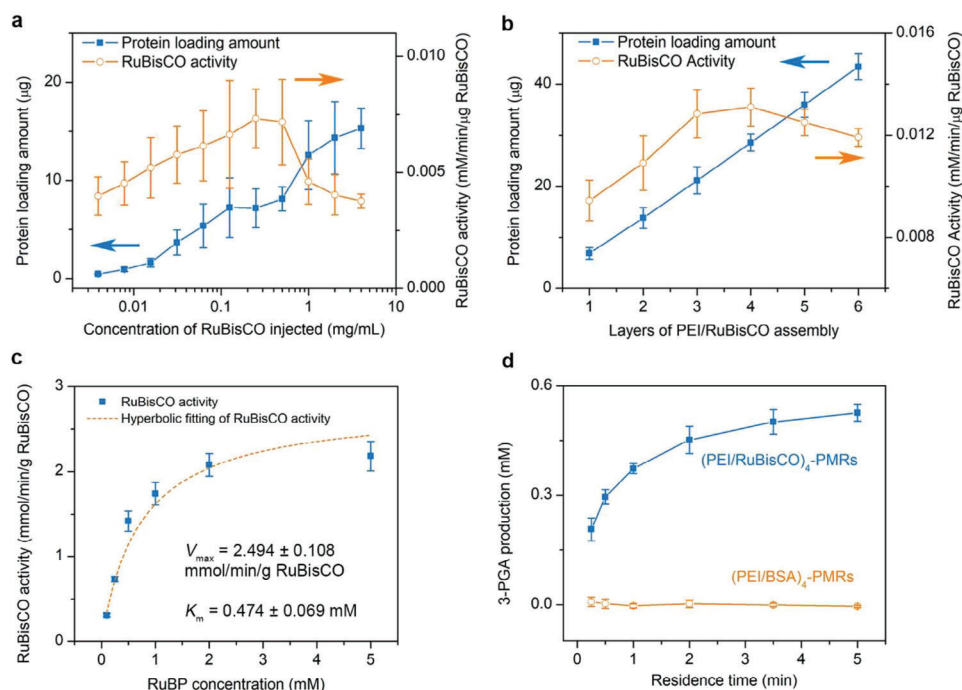 a
Protein loading amount
RuBisCO activity
Protein loading amount (µg)
20
10
0
0.010
0.005
0.000
RuBisCO activity (mM/min/µg RuBisCO)
0.01
0.1
1
10
Concentration of RuBisCO injected (mg/mL)
b
Protein loading amount
RuBisCO Activity
Protein loading amount (µg)
40
20
0
0.016
0.012
0.008
RuBisCO Activity (mM/min/µg RuBisCO)
1
2
3
4
5
6
Layers of PEI/RuBisCO assembly
c
RuBisCO activity
Hyperbolic fitting of RuBisCO activity
RuBisCO activity (mmol/min/g RuBisCO)
3
2
1
0
Vmax = 2.494 ± 0.108
mmol/min/g RuBisCO
Km = 0.474 ± 0.069 mM
0
1
2
3
4
5
RuBP concentration (mM)
d
3-PGA production (mM)
0.6
0.3
0.0
(PEI/RuBisCO)4-PMRs
(PEI/BSA)4-PMRs
0
1
2
3
4
5
Residence time (min)